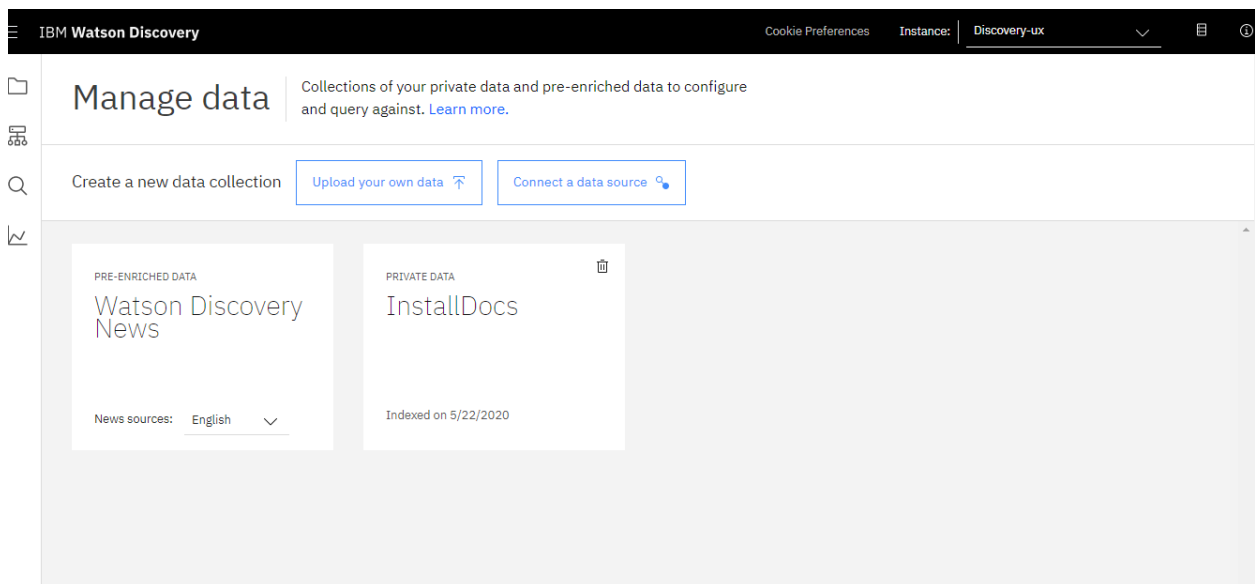 IBM Watson Discovery
Cookie Preferences
Instance:
Discovery-ux
Manage data
Collections of your private data and pre-enriched data to configure
and query against. Learn more.
Create a new data collection
Upload your own data
Connect a data source
PRE-ENRICHED DATA
Watson Discovery
News
News sources:
English
PRIVATE DATA
InstallDocs
Indexed on 5/22/2020